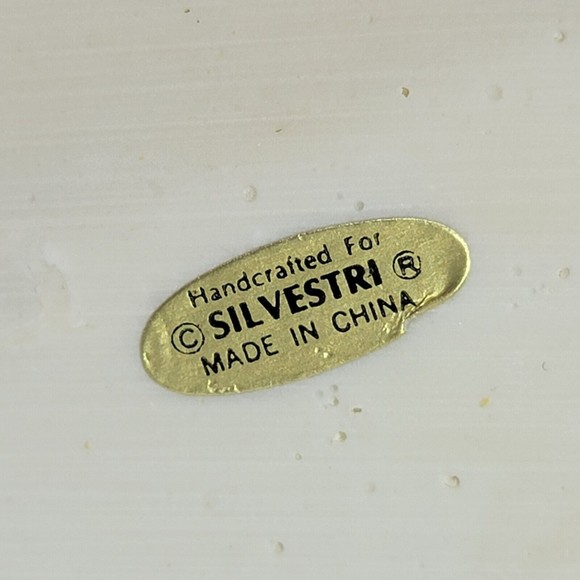 Handcrafted For
© SILVESTRI ®
MADE IN CHINA